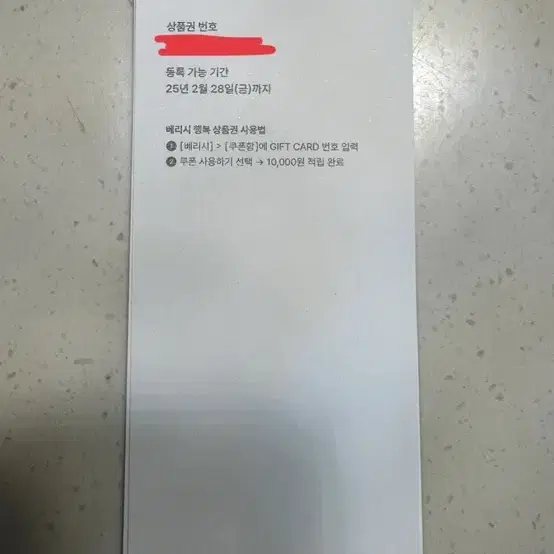 상품권 번호
등록 가능 기간
25년 2월 28일(금)까지
베리시 행복 상품권 사용법
❶ [베리시] > [쿠폰함]에 GIFT CARD 번호 입력
❷ 쿠폰 사용하기 선택 → 10,000원 적립 완료